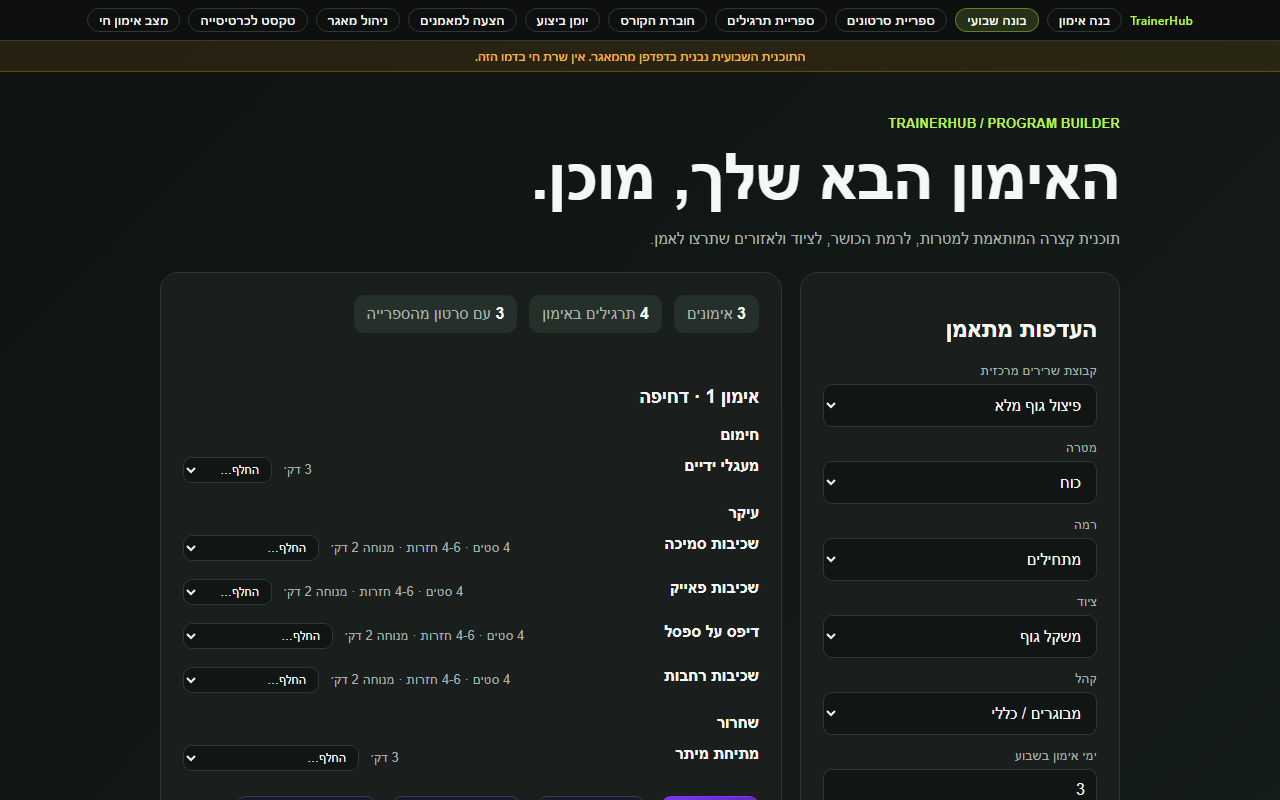 TrainerHub בנה אימון בונה שבועי ספריית סרטונים ספריית תרגילים חוברת הקורס יומן ביצוע הצעה למאמנים ניהול מאגר טקסט לכרטיסייה מצב אימון חי
התוכנית השבועית נבנית בדפדפן מהמאגר. אין שרת חי בדמו הזה.
TRAINERHUB / PROGRAM BUILDER
האימון הבא שלך, מוכן.
תוכנית קצרה המותאמת למטרות, לרמת הכושר, לציוד ולאזורים שתרצו לאמן.
העדפות מתאמן
קבוצת שרירים מרכזית
פיצול גוף מלא
מטרה
כוח
רמה
מתחילים
ציוד
משקל גוף
קהל
מבוגרים / כללי
ימי אימון בשבוע
3
3 אימונים 4 תרגילים באימון 3 עם סרטון מהספרייה
אימון 1 · דחיפה
חימום
מעגלי ידיים 3 דק׳ החלף...
עיקר
שכיבות סמיכה 4 סטים · 4-6 חזרות · מנוחה 2 דק׳ החלף...
שכיבות פאייק 4 סטים · 4-6 חזרות · מנוחה 2 דק׳ החלף...
דיפס על ספסל 4 סטים · 4-6 חזרות · מנוחה 2 דק׳ החלף...
שכיבות רחבות 4 סטים · 4-6 חזרות · מנוחה 2 דק׳ החלף...
שחרור
מתיחת מיתר 3 דק׳ החלף...